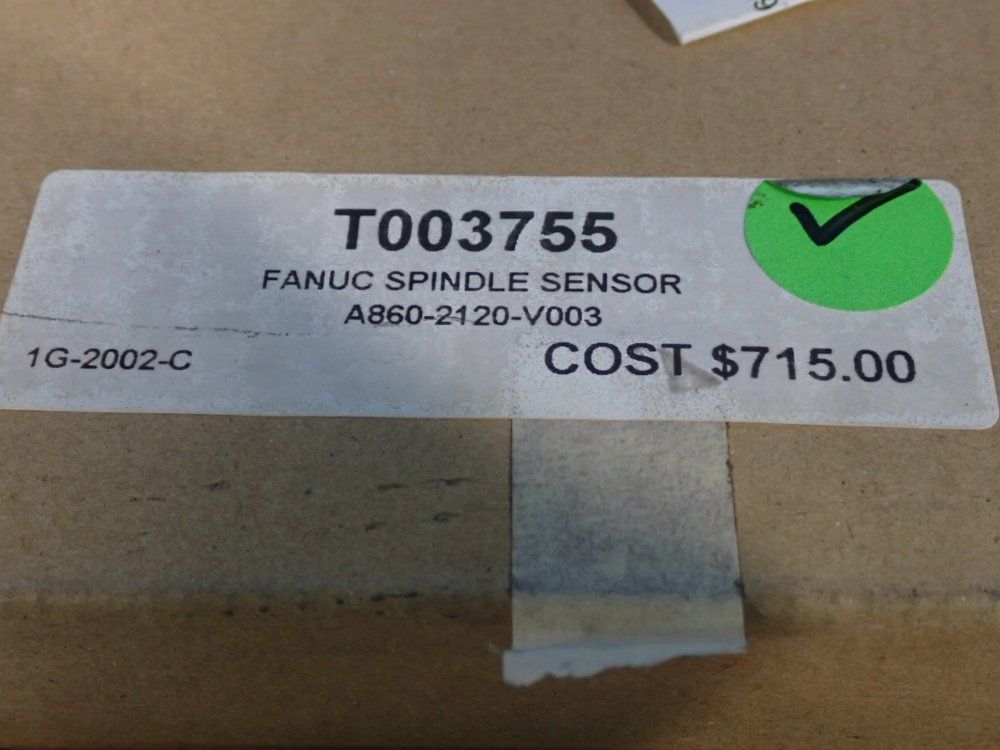 T003755
FANUC SPINDLE SENSOR
A860-2120-V003
1G-2002-C
COST $715.00